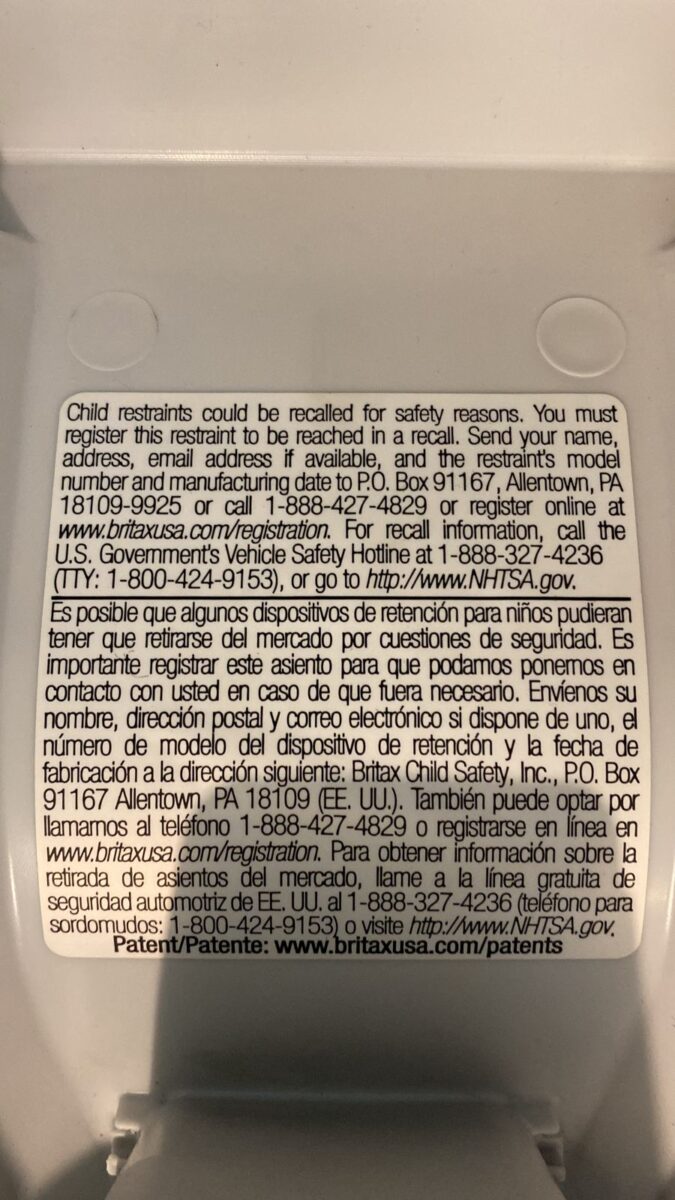 Child restraints could be recalled for safety reasons. You must
register this restraint to be reached in a recall. Send your name,
address, email address if available, and the restraint's model
number and manufacturing date to P.O. Box 91167, Allentown, PA
18109-9925 or call 1-888-427-4829 or register online at
www.britaxusa.com/registration. For recall information, call the
U.S. Government's Vehicle Safety Hotline at 1-888-327-4236
(TTY: 1-800-424-9153), or go to http://www.NHTSA.gov.
Es posible que algunos dispositivos de retención para niños pudieran
tener que retirarse del mercado por cuestiones de seguridad. Es
importante registrar este asiento para que podamos ponernos en
contacto con usted en caso de que fuera necesario. Envíenos su
nombre, dirección postal y correo electrónico si dispone de uno, el
número de modelo del dispositivo de retención y la fecha de
fabricación a la dirección siguiente: Britax Child Safety, Inc., P.O. Box
91167 Allentown, PA 18109 (EE. UU.). También puede optar por
llamarnos al teléfono 1-888-427-4829 o registrarse en línea en
www.britaxusa.com/registration. Para obtener información sobre la
retirada de asientos del mercado, llame a la línea gratuita de
seguridad automotriz de EE. UU. al 1-888-327-4236 (teléfono para
sordomudos: 1-800-424-9153) o visite http://www.NHTSA.gov.
Patent/Patente: www.britaxusa.com/patents